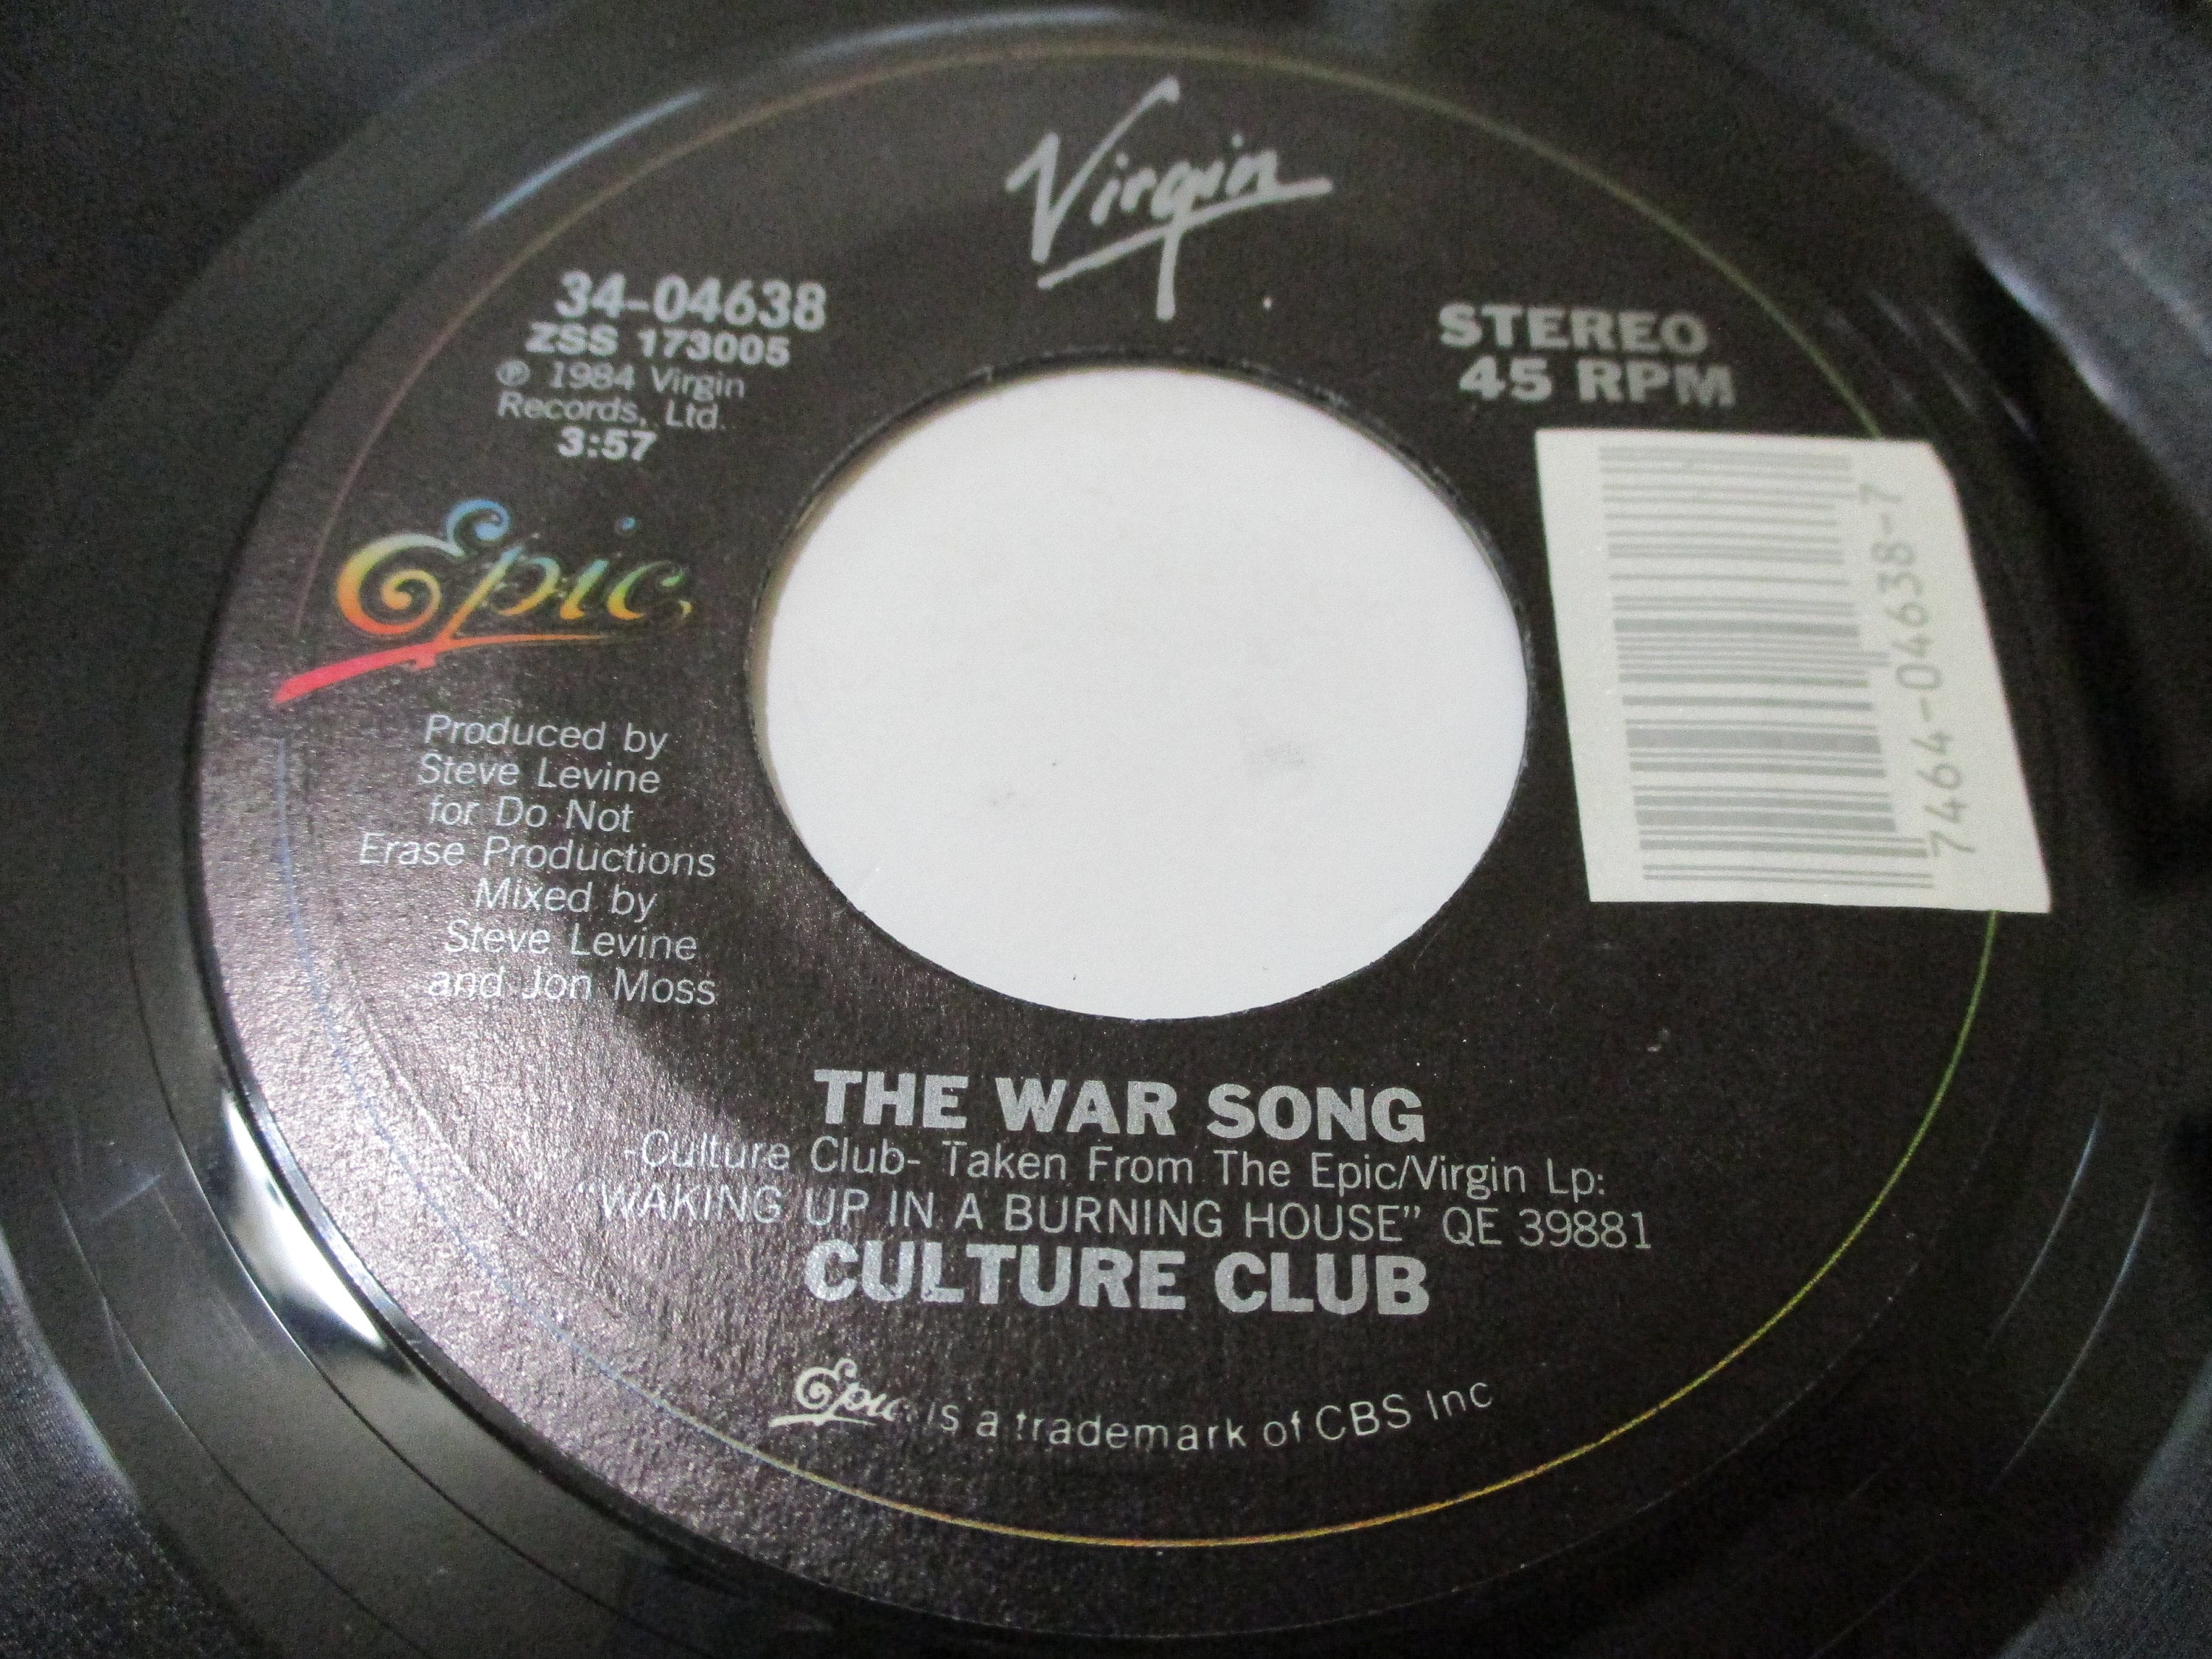 Virgin
34-04638
ZSS 173005
℗ 1984 Virgin
Records, Ltd.
3:57
STEREO
45 RPM
7464-04638-7
Epic
Produced by
Steve Levine
for Do Not
Erase Productions
Mixed by
Steve Levine
and Jon Moss
THE WAR SONG
-Culture Club- Taken From The Epic/Virgin Lp:
"WAKING UP IN A BURNING HOUSE" QE 39881
CULTURE CLUB
Epic is a trademark of CBS Inc